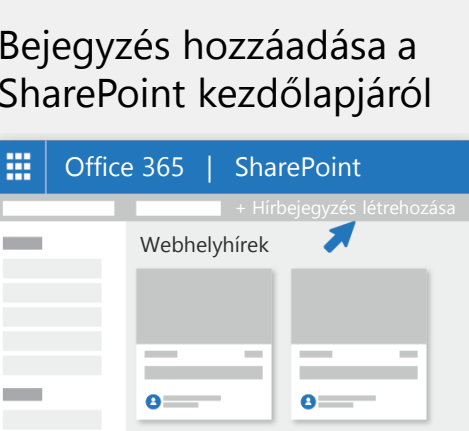 Bejegyzés hozzáadása a
SharePoint kezdőlapjáról
Office 365 | SharePoint
+ Hírbejegyzés létrehozása
Webhelyhírek